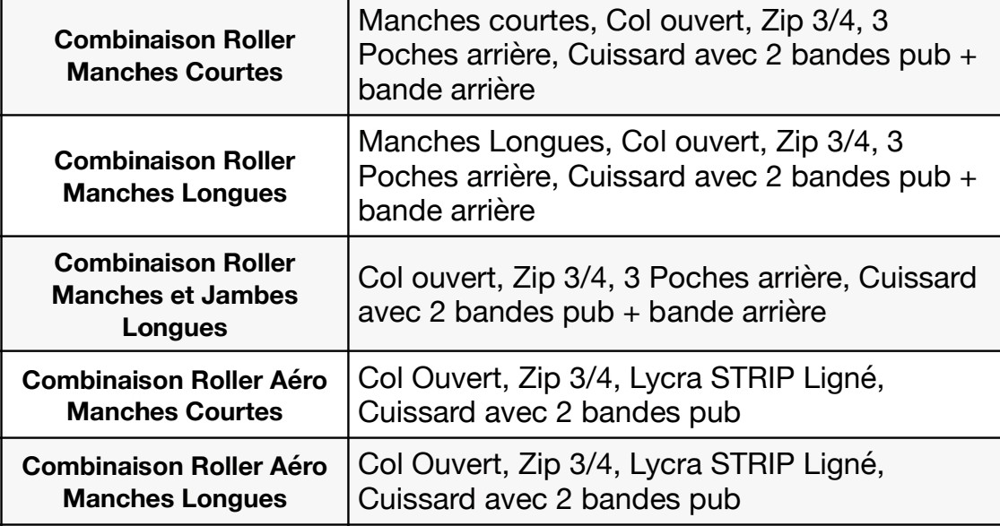 Combinaison Roller
Manches Courtes
Manches courtes, Col ouvert, Zip 3/4, 3
Poches arrière, Cuissard avec 2 bandes pub +
bande arrière
Combinaison Roller
Manches Longues
Manches Longues, Col ouvert, Zip 3/4, 3
Poches arrière, Cuissard avec 2 bandes pub +
bande arrière
Combinaison Roller
Manches et Jambes
Longues
Col ouvert, Zip 3/4, 3 Poches arrière, Cuissard
avec 2 bandes pub + bande arrière
Combinaison Roller Aéro
Manches Courtes
Col Ouvert, Zip 3/4, Lycra STRIP Ligné,
Cuissard avec 2 bandes pub
Combinaison Roller Aéro
Manches Longues
Col Ouvert, Zip 3/4, Lycra STRIP Ligné,
Cuissard avec 2 bandes pub